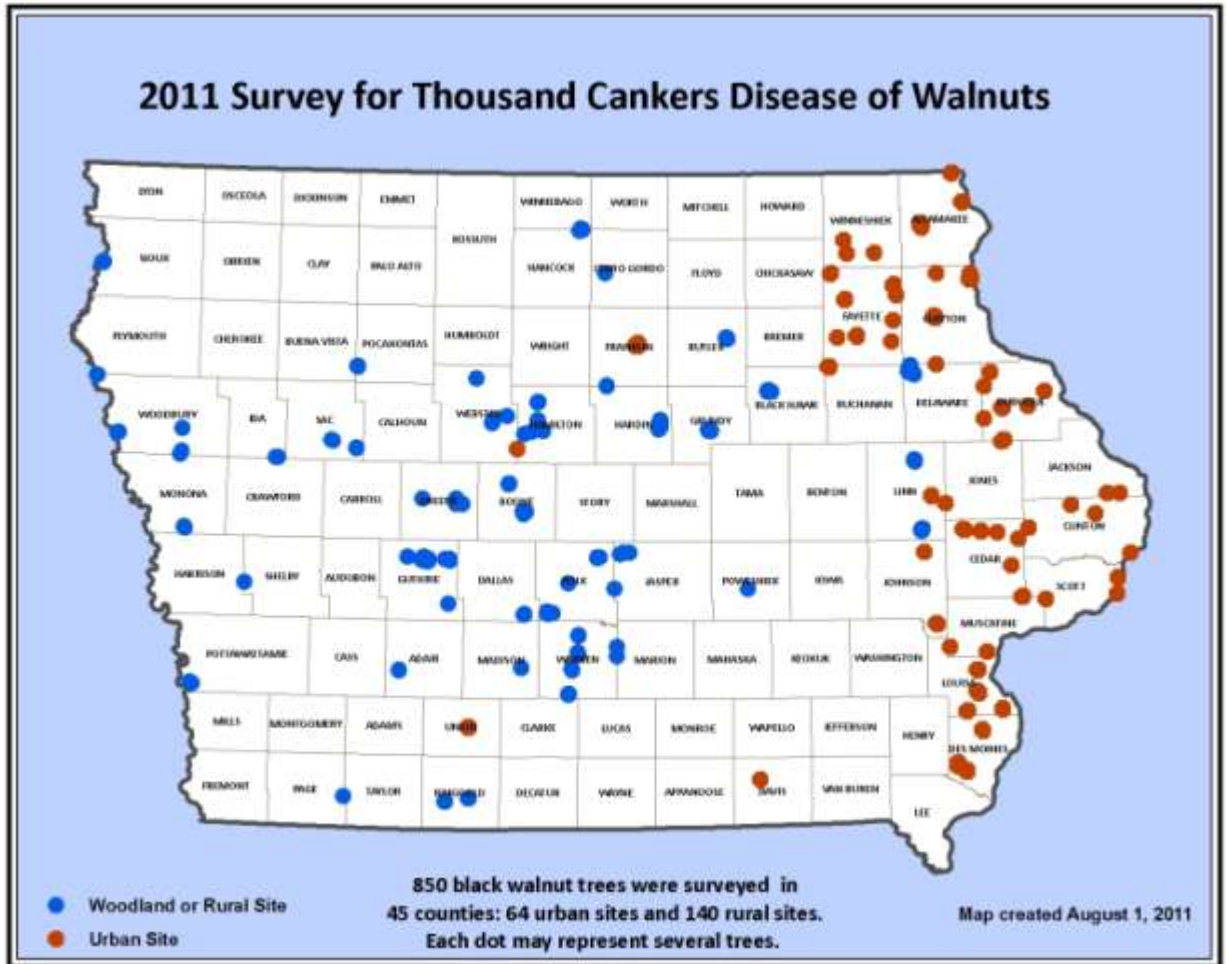 2011 Survey for Thousand Cankers Disease of Walnuts
LYON OSCEOLA DICKINSON EMMET WINNEBAGO WORTH MITCHELL HOWARD WINNESHIEK ALLAMAKEE
KOSSUTH
SIOUX OBRIEN CLAY PALO ALTO HANCOCK CERRO GORDO FLOYD CHICKASAW
PLYMOUTH CHEROKEE BUENA VISTA POCAHONTAS HUMBOLDT WRIGHT FRANKLIN BUTLER BREMER FAYETTE CLAYTON
WOODBURY IDA SAC CALHOUN WEBSTER HAMILTON HARDIN GRUNDY BLACK HAWK BUCHANAN DELAWARE DUBUQUE
MONONA CRAWFORD CARROLL GREENE BOONE STORY MARSHALL TAMA BENTON LINN JONES JACKSON
CLINTON
HARRISON SHELBY AUDUBON GUTHRIE DALLAS POLK JASPER POWESHIEK IOWA JOHNSON CEDAR SCOTT
MUSCATINE
POTTAWATTAMIE CASS ADAIR MADISON WARREN MARION MAHASKA KEOKUK WASHINGTON LOUISA
MILLS MONTGOMERY ADAMS UNION CLARKE LUCAS MONROE WAPELLO JEFFERSON HENRY DES MOINES
FREMONT PAGE TAYLOR RINGGOLD DECATUR WAYNE APPANOOSE DAVIS VAN BUREN LEE
850 black walnut trees were surveyed in
45 counties: 64 urban sites and 140 rural sites.
Each dot may represent several trees.
Woodland or Rural Site
Urban Site
Map created August 1, 2011